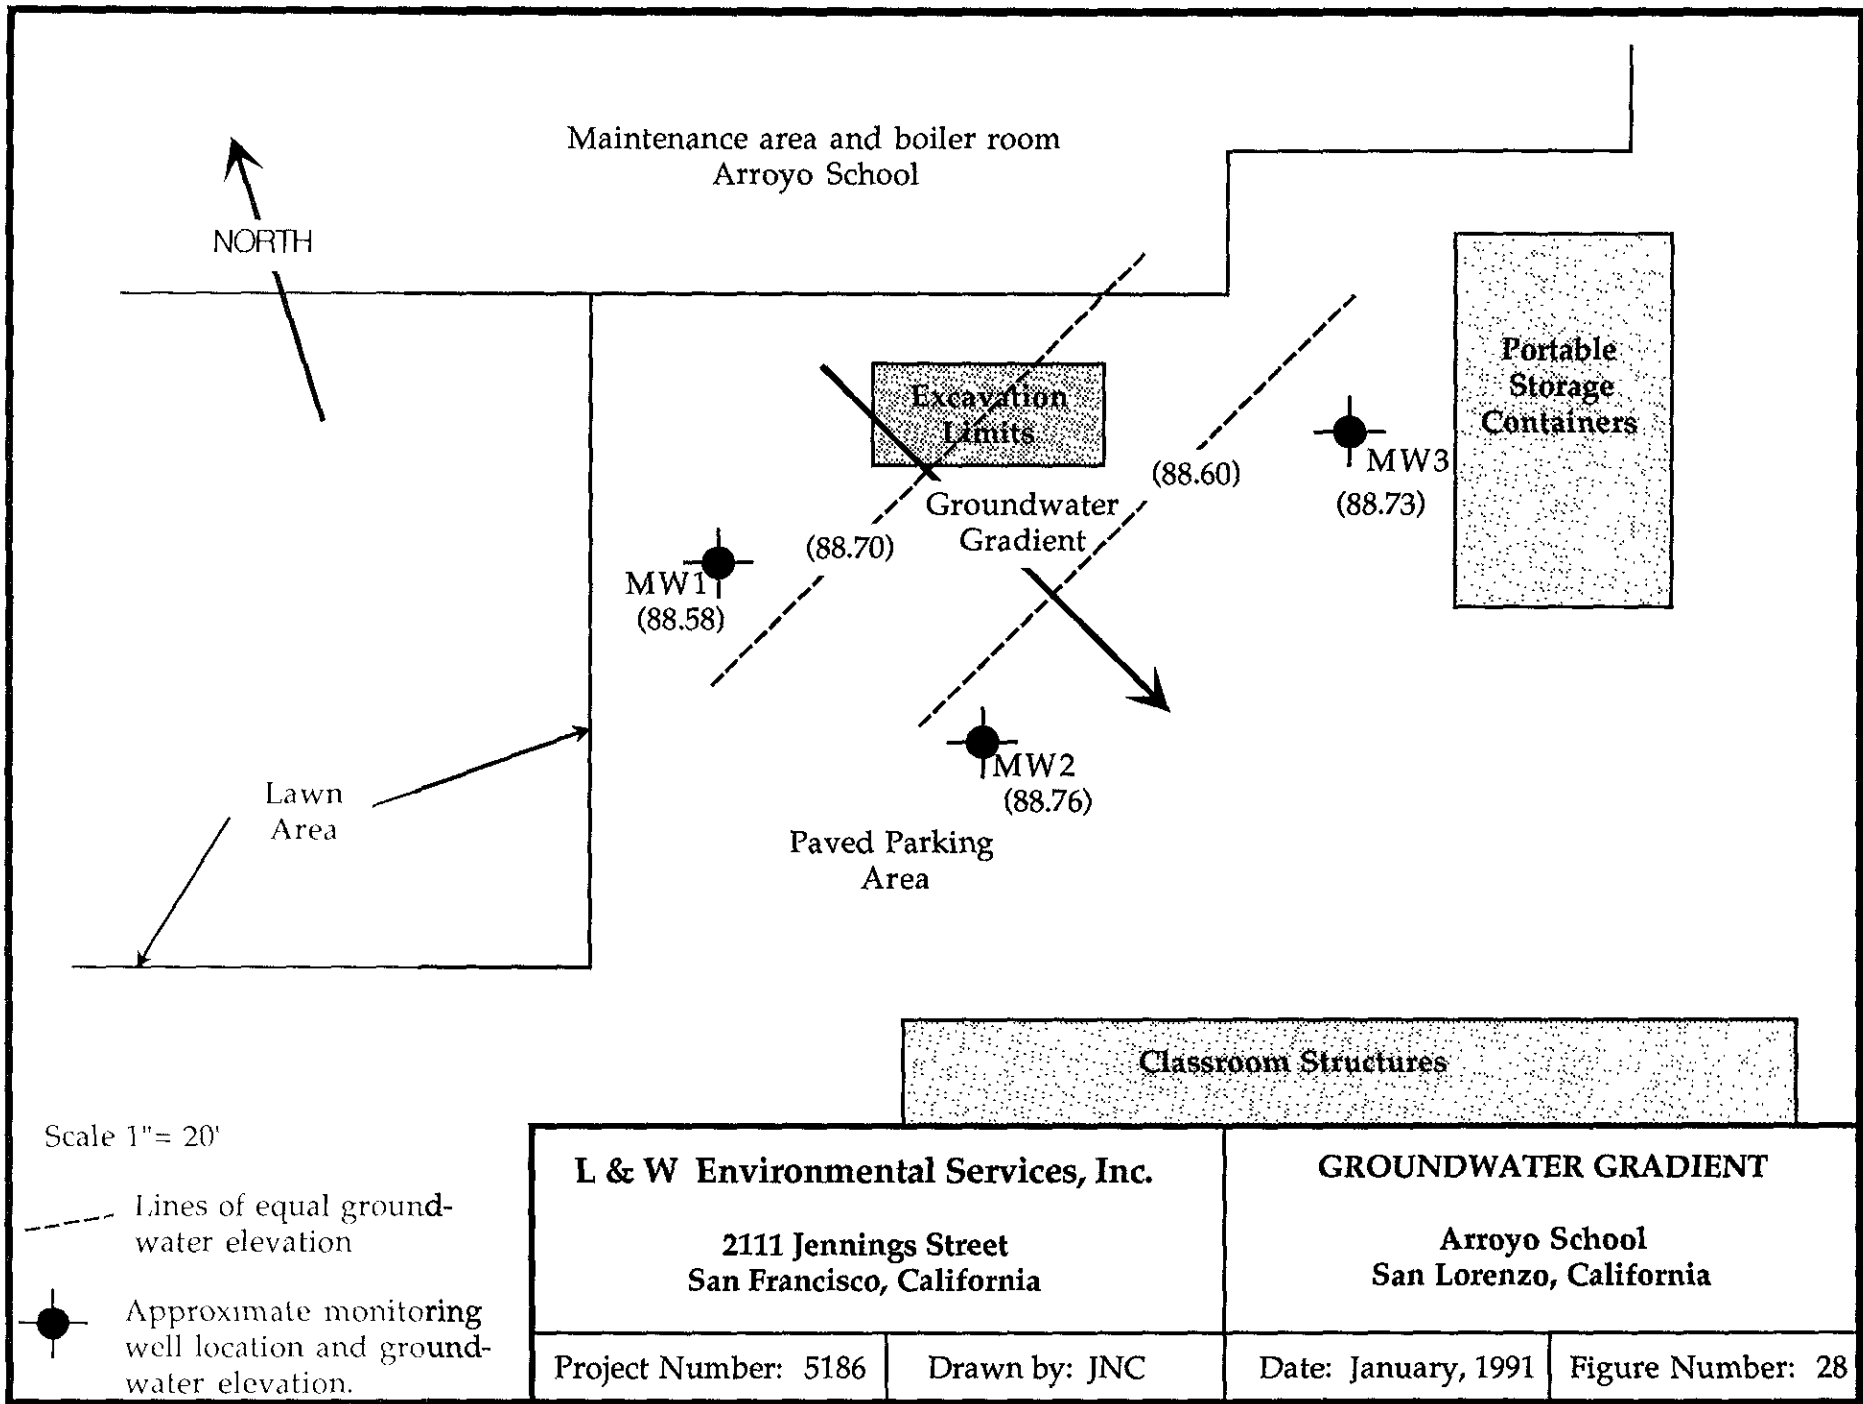 Maintenance area and boiler room
Arroyo School
NORTH
Portable
Storage
Containers
Excavation
Limits
MW3
(88.73)
(88.60)
Groundwater
Gradient
(88.70)
MW1
(88.58)
MW2
(88.76)
Lawn
Area
Paved Parking
Area
Classroom Structures
Scale 1"= 20'
Lines of equal ground-
water elevation
Approximate monitoring
well location and ground-
water elevation.
L & W Environmental Services, Inc.
2111 Jennings Street
San Francisco, California
GROUNDWATER GRADIENT
Arroyo School
San Lorenzo, California
Project Number: 5186
Drawn by: JNC
Date: January, 1991
Figure Number: 28